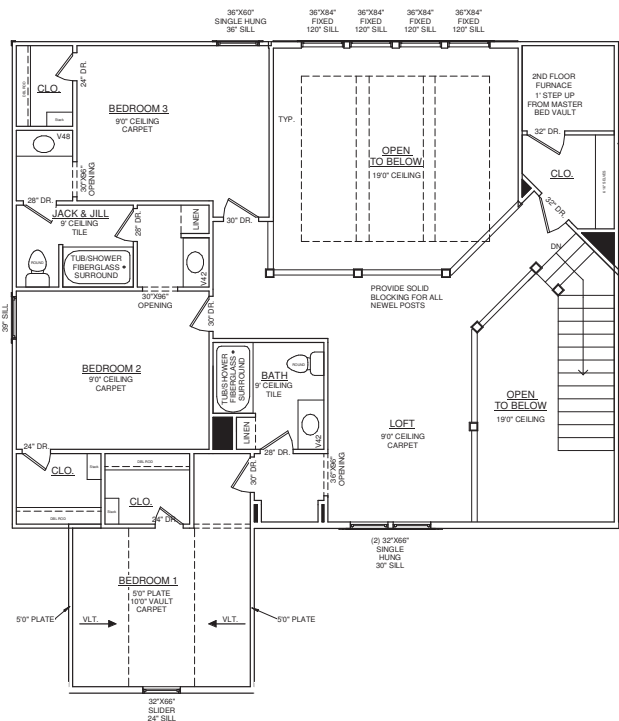 36"X60"
SINGLE HUNG
36" SILL
36"X84"
FIXED
120" SILL
36"X84"
FIXED
120" SILL
36"X84"
FIXED
120" SILL
36"X84"
FIXED
120" SILL
CLO.
24" DR.
BEDROOM 3
9'0" CEILING
CARPET
TYP.
OPEN
TO BELOW
19'0" CEILING
2ND FLOOR
FURNACE
1' STEP UP
FROM MASTER
BED VAULT
32" DR.
CLO.
32" DR.
DN
V48
30"X96"
OPENING
28" DR.
JACK & JILL
9' CEILING
TILE
28" DR.
LINEN
30" DR.
ROUND
TUB/SHOWER
FIBERGLASS
SURROUND
V42
30"X96"
OPENING
PROVIDE SOLID
BLOCKING FOR ALL
NEWEL POSTS
39" SILL
30" DR.
BEDROOM 2
9'0" CEILING
CARPET
TUB/SHOWER
FIBERGLASS
SURROUND
BATH
9' CEILING
TILE
ROUND
V42
LINEN
28" DR.
LOFT
9'0" CEILING
CARPET
OPEN
TO BELOW
19'0" CEILING
24" DR.
CLO.
DBL ROD
CLO.
24" DR.
30" DR.
36"X96"
OPENING
(2) 32"X66"
SINGLE
HUNG
30" SILL
BEDROOM 1
5'0" PLATE
10'0" VAULT
CARPET
5'0" PLATE
VLT.
VLT.
5'0" PLATE
32"X66"
SLIDER
24" SILL